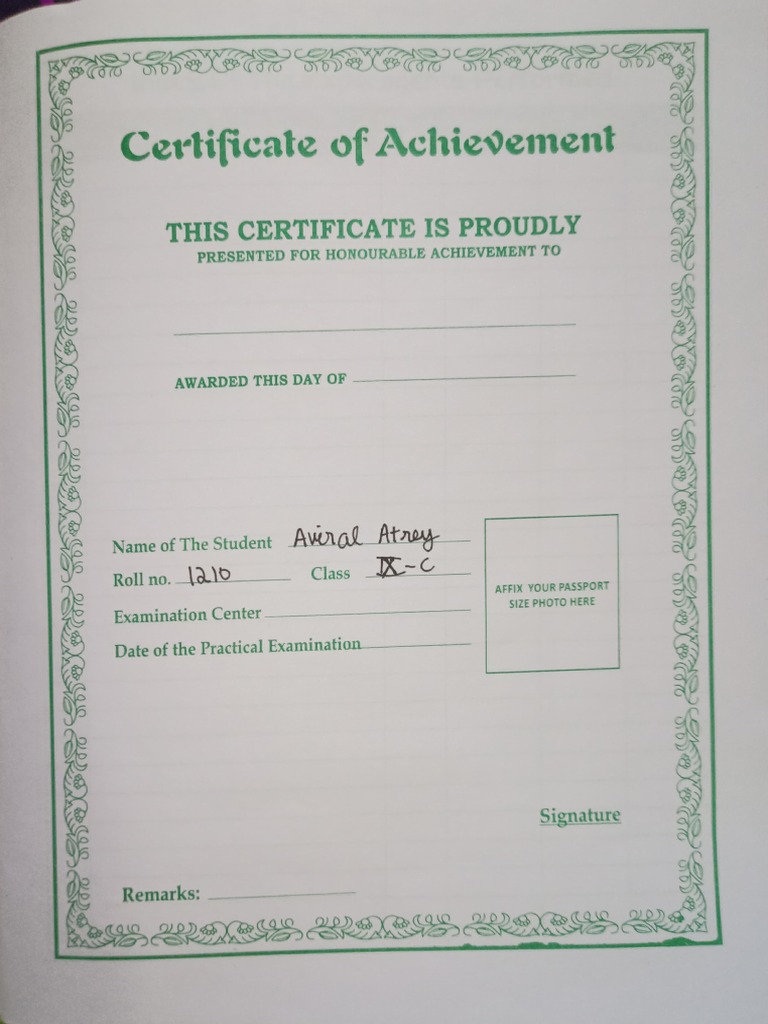 Certificate of Achievement
THIS CERTIFICATE IS PROUDLY
PRESENTED FOR HONOURABLE ACHIEVEMENT TO
AWARDED THIS DAY OF
Name of The Student Aviral Atrey
Roll no. 1210 Class IX-C
AFFIX YOUR PASSPORT
SIZE PHOTO HERE
Examination Center
Date of the Practical Examination
Signature
Remarks: